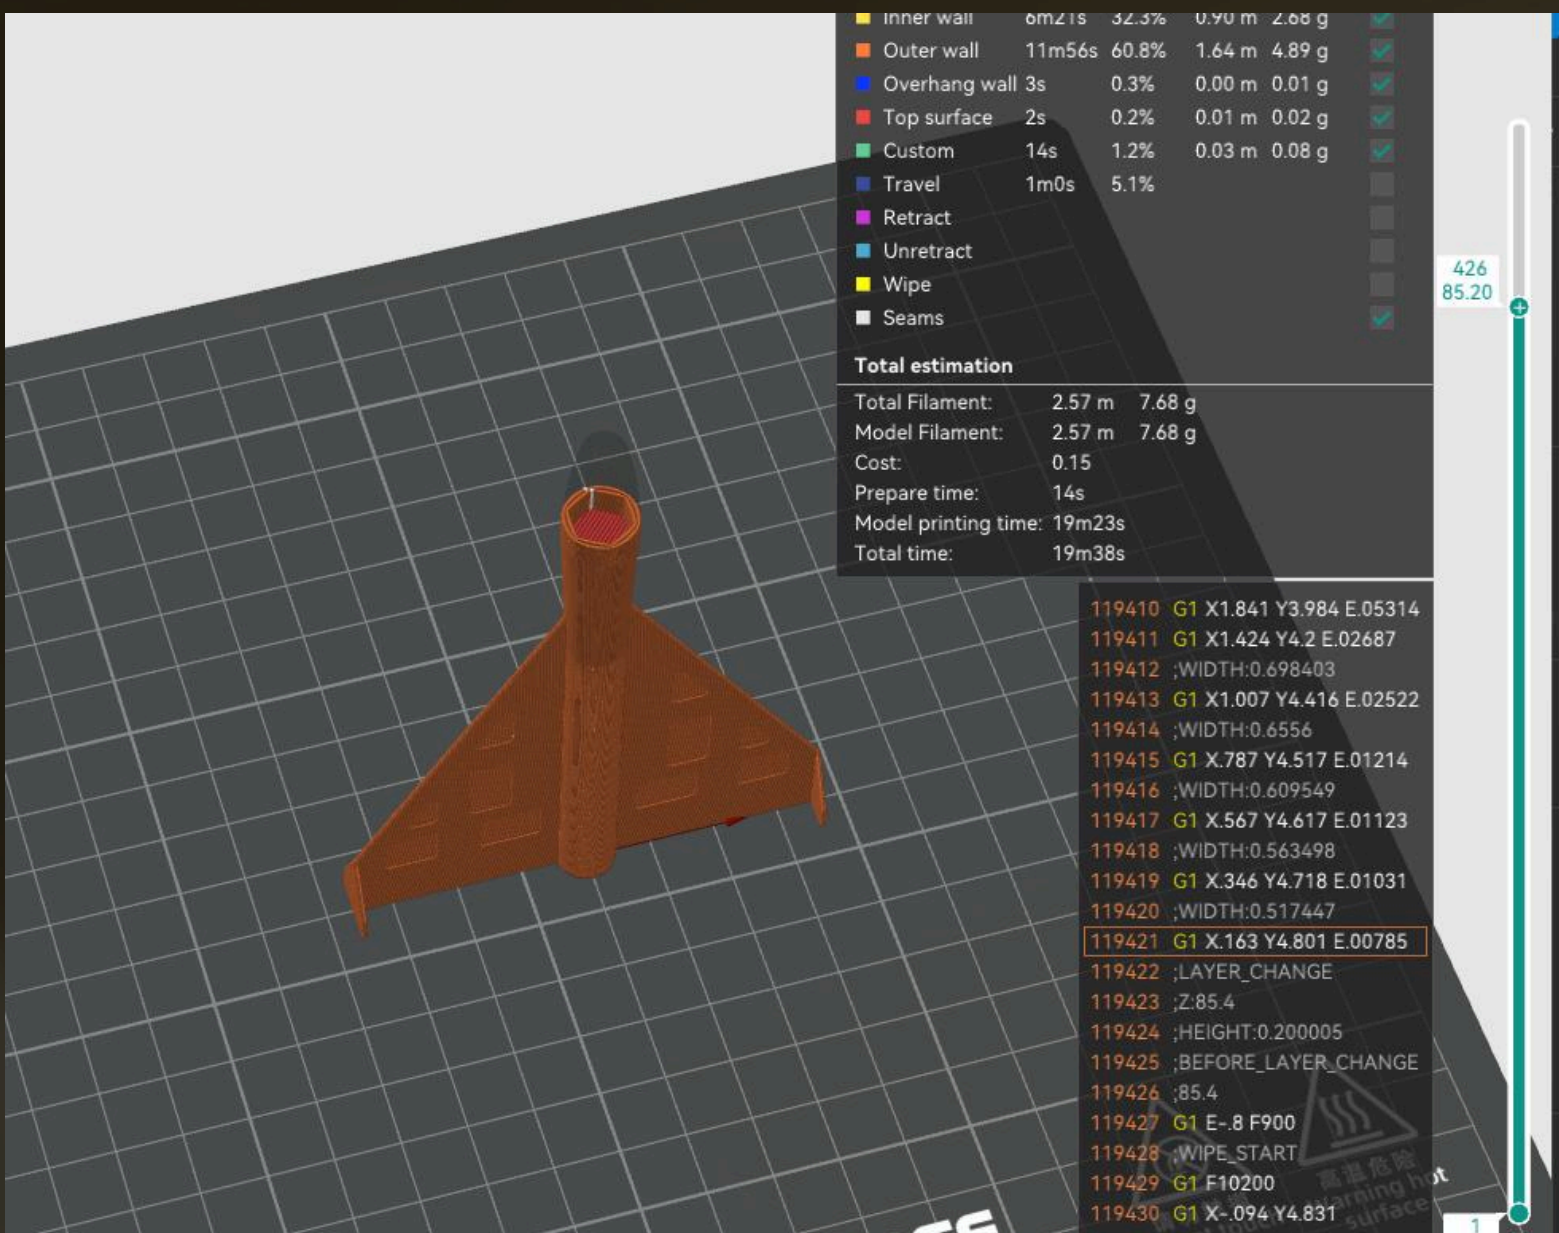 Inner wall 6m21s 32.3% 0.90 m 2.68 g
Outer wall 11m56s 60.8% 1.64 m 4.89 g
Overhang wall 3s 0.3% 0.00 m 0.01 g
Top surface 2s 0.2% 0.01 m 0.02 g
Custom 14s 1.2% 0.03 m 0.08 g
Travel 1m0s 5.1%
Retract
Unretract
Wipe
Seams
Total estimation
Total Filament: 2.57 m 7.68 g
Model Filament: 2.57 m 7.68 g
Cost: 0.15
Prepare time: 14s
Model printing time: 19m23s
Total time: 19m38s
426
85.20
119410 G1 X1.841 Y3.984 E.05314
119411 G1 X1.424 Y4.2 E.02687
119412 ;WIDTH:0.698403
119413 G1 X1.007 Y4.416 E.02522
119414 ;WIDTH:0.6556
119415 G1 X.787 Y4.517 E.01214
119416 ;WIDTH:0.609549
119417 G1 X.567 Y4.617 E.01123
119418 ;WIDTH:0.563498
119419 G1 X.346 Y4.718 E.01031
119420 ;WIDTH:0.517447
119421 G1 X.163 Y4.801 E.00785
119422 ;LAYER_CHANGE
119423 ;Z:85.4
119424 ;HEIGHT:0.200005
119425 ;BEFORE_LAYER_CHANGE
119426 ;85.4
119427 G1 E-.8 F900
119428 ;WIPE_START
119429 G1 F10200
119430 G1 X-.094 Y4.831
1
高温危险
Warning hot
surface